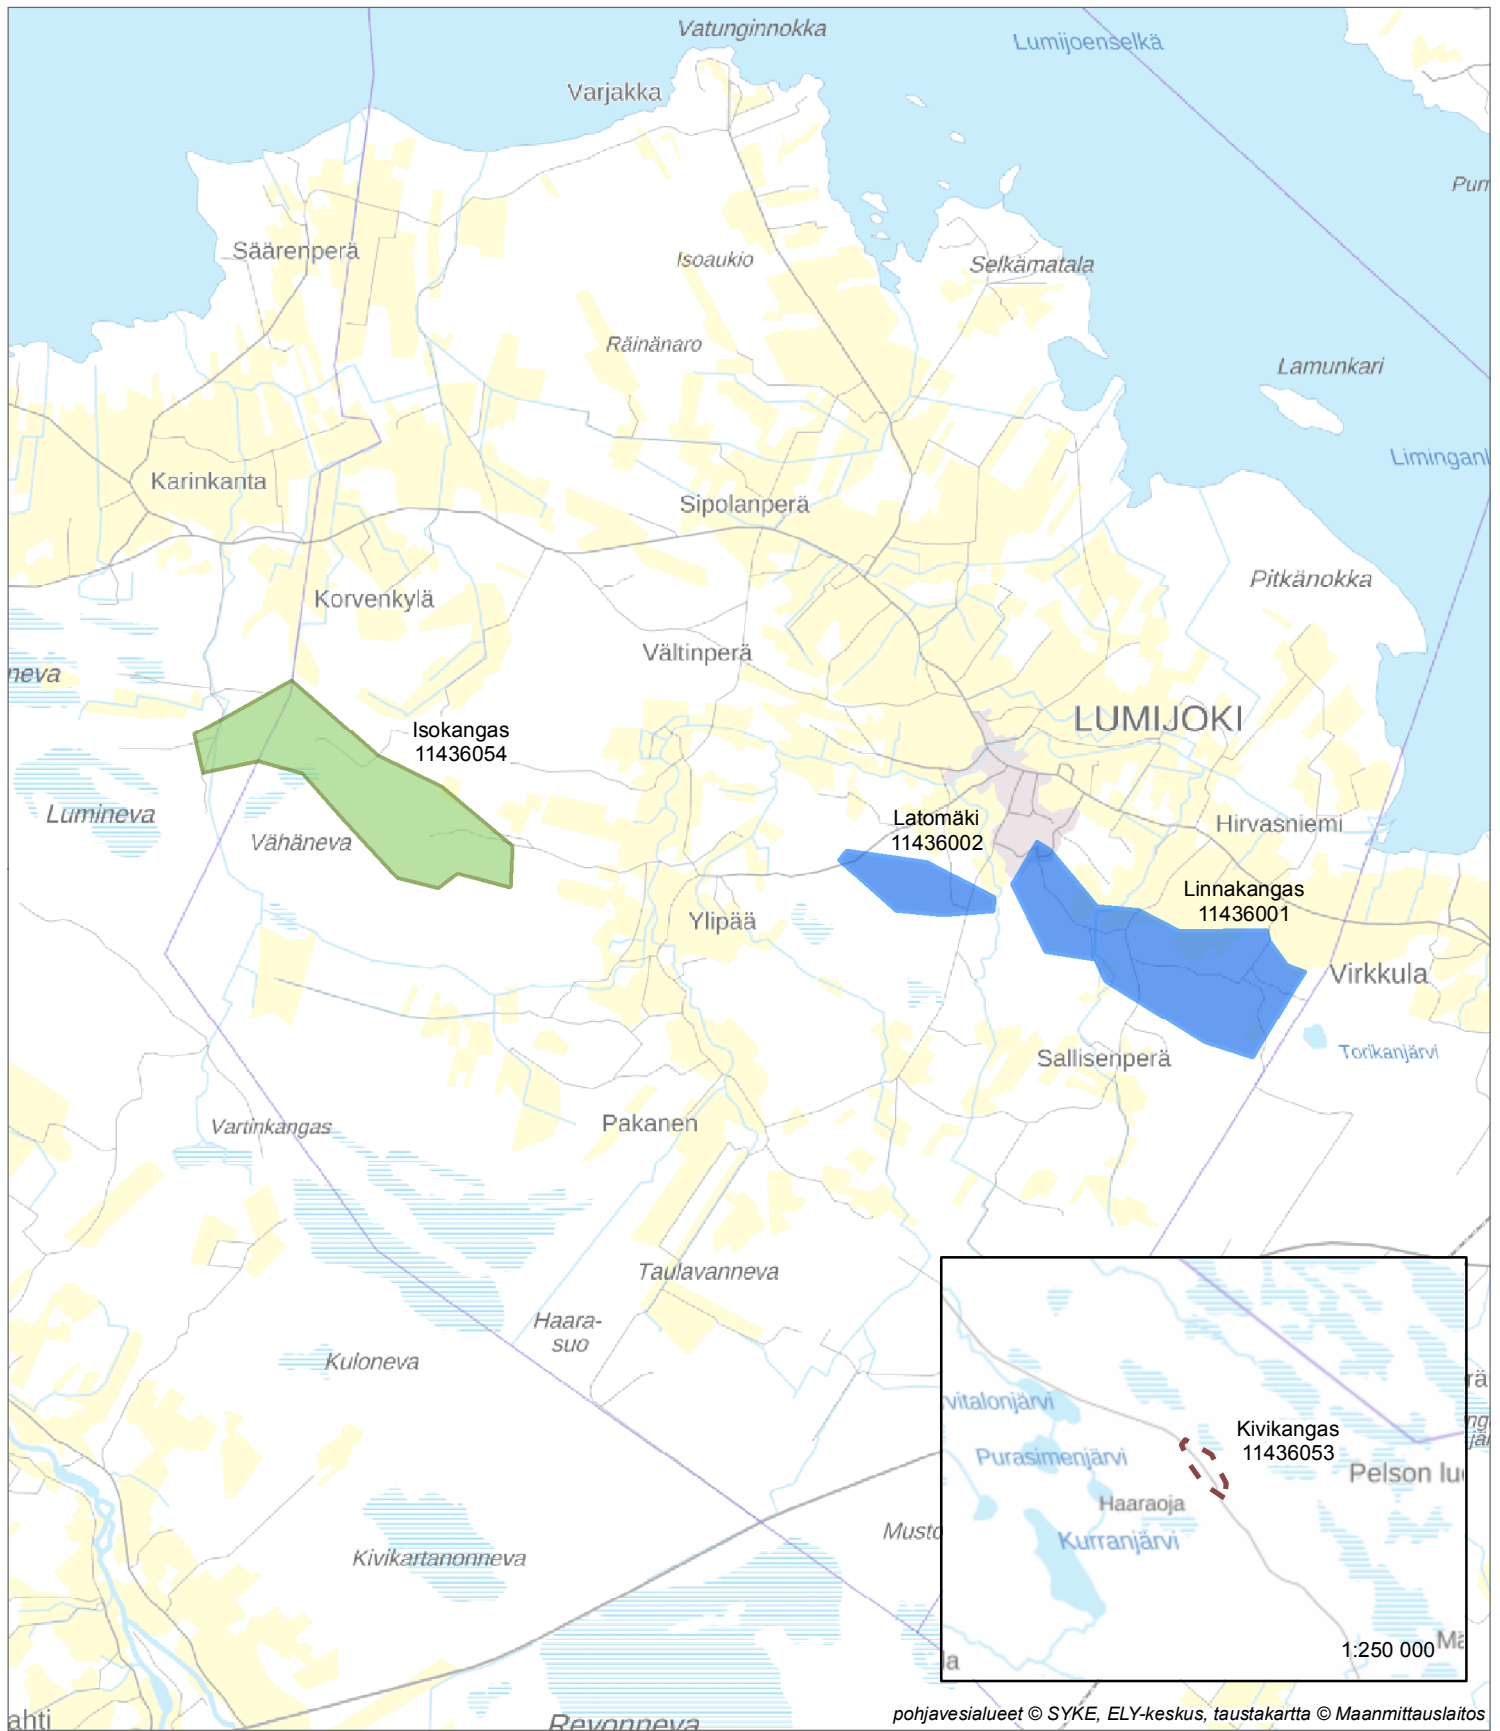 Vatunginnokka
Lumijoenselkä
Varjakka
Säärenperä
Isoaukio
Selkämatala
Räinänaro
Lamunkari
Karinkanta
Sipolanperä
Korvenkylä
Pitkänokka
Vältinperä
neva
LUMIJOKI
Isokangas
11436054
Lumineva
Vähäneva
Latomäki
11436002
Hirvasniemi
Linnakangas
11436001
Ylipää
Virkkula
Sallisenperä
Torikanjärvi
Vartinkangas
Pakanen
Taulavanneva
Haara-
suo
Kuloneva
vitalonjärvi
Kivikangas
11436053
Purasimenjärvi
Pelson lu
Haaraoja
Kurranjärvi
Musto
Kivikartanonneva
1:250 000
ahti
Revonneva
pohjavesialueet © SYKE, ELY-keskus, taustakartta © Maanmittauslaitos